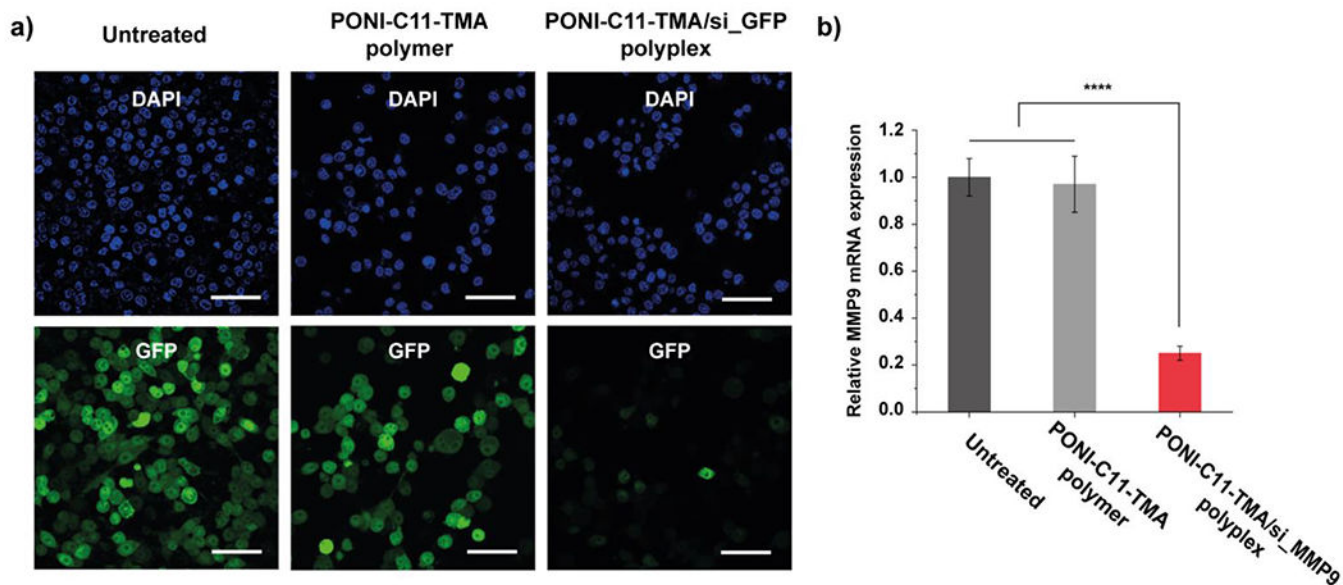 a)
Untreated
PONI-C11-TMA
polymer
PONI-C11-TMA/si_GFP
polyplex
DAPI
DAPI
DAPI
GFP
GFP
GFP
b)
****
Relative MMP9 mRNA expression
1.2
1.0
0.8
0.6
0.4
0.2
0.0
Untreated
PONI-C11-TMA
polymer
PONI-C11-TMA/si_MMP9
polyplex